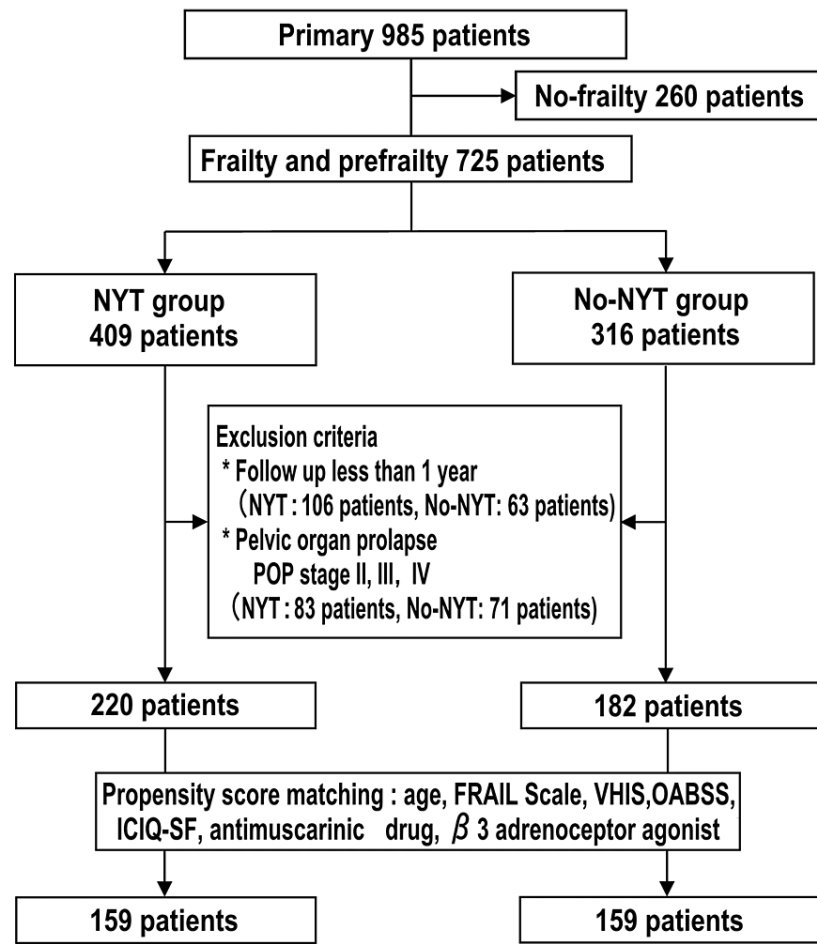 Primary 985 patients
No-frailty 260 patients
Frailty and prefrailty 725 patients
NYT group
409 patients
No-NYT group
316 patients
Exclusion criteria
* Follow up less than 1 year
(NYT : 106 patients, No-NYT: 63 patients)
* Pelvic organ prolapse
POP stage II, III, IV
(NYT : 83 patients, No-NYT: 71 patients)
220 patients
182 patients
Propensity score matching : age, FRAIL Scale, VHIS,OABSS,
ICIQ-SF, antimuscarinic drug, β 3 adrenoceptor agonist
159 patients
159 patients